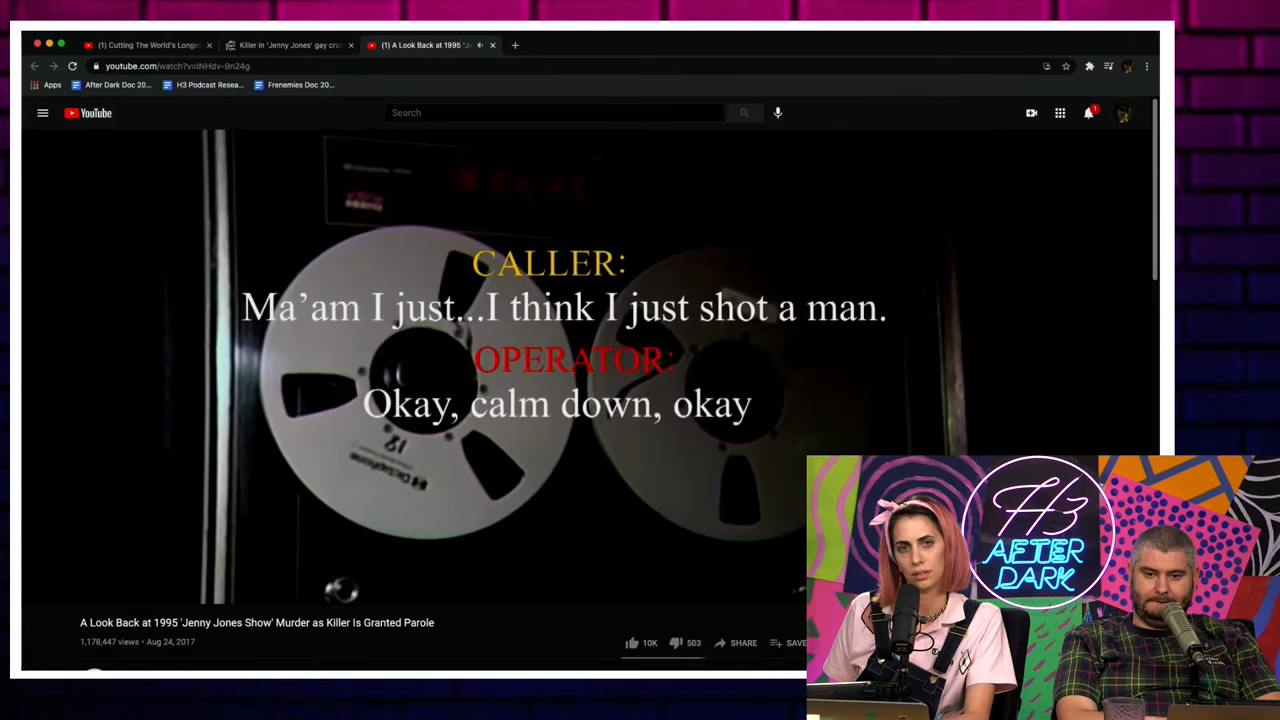 (1) Cutting The World's Longe
Killer in 'Jenny Jones' gay cru
(1) A Look Back at 1995 'J
youtube.com/watch?v=INHdv-9n24g
Apps
After Dark Doc 20...
H3 Podcast Resea...
Frenemies Doc 20...
YouTube
Search
1
CALLER:
Ma'am I just...I think I just shot a man.
OPERATOR:
Okay, calm down, okay
Dictaphone
A Look Back at 1995 'Jenny Jones Show' Murder as Killer Is Granted Parole
1,178,447 views • Aug 24, 2017
10K
503
SHARE
SAVE
H3
AFTER
DARK